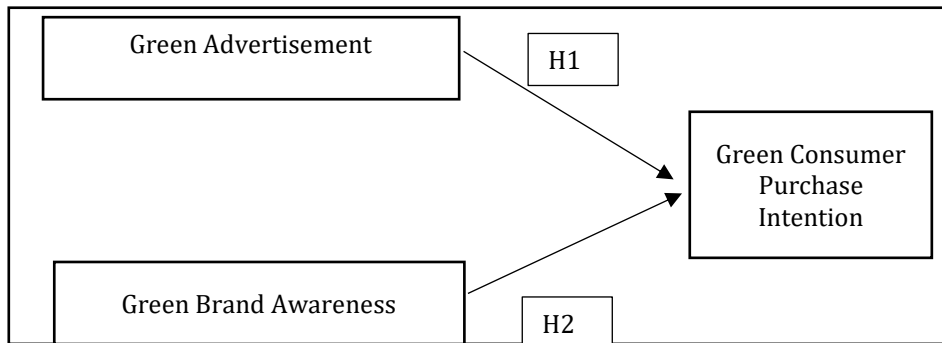 Green Advertisement
H1
Green Consumer
Purchase
Intention
Green Brand Awareness
H2